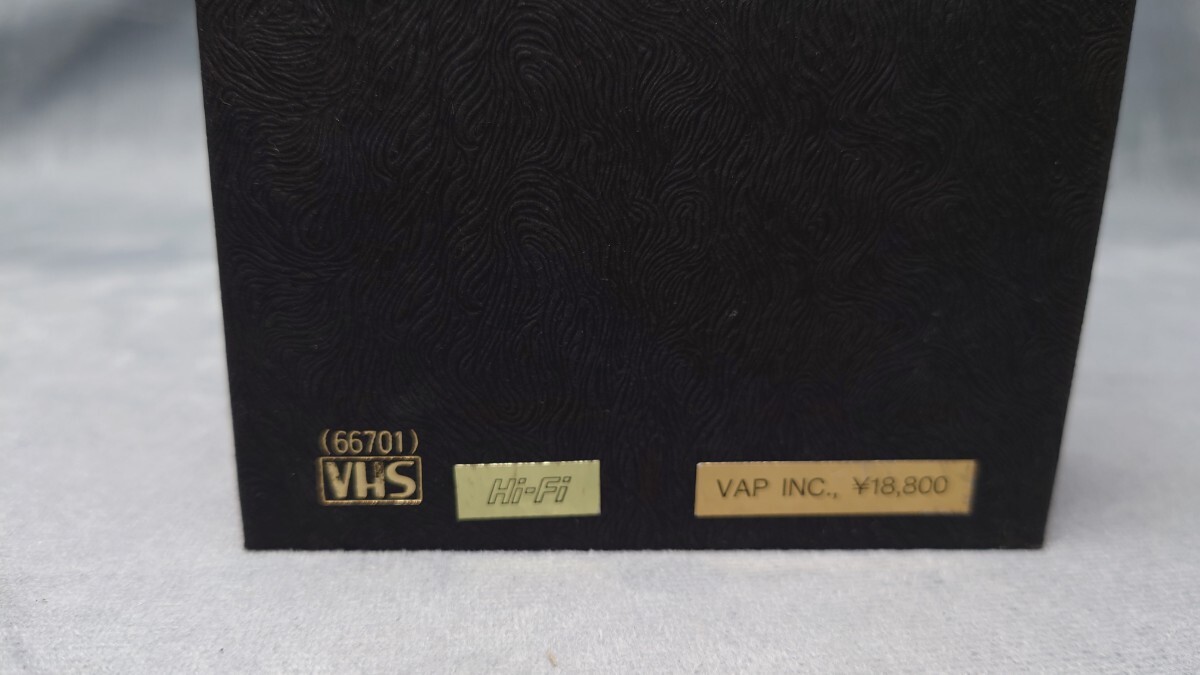 (66701)
VHS
Hi-Fi
VAP INC., ¥18,800